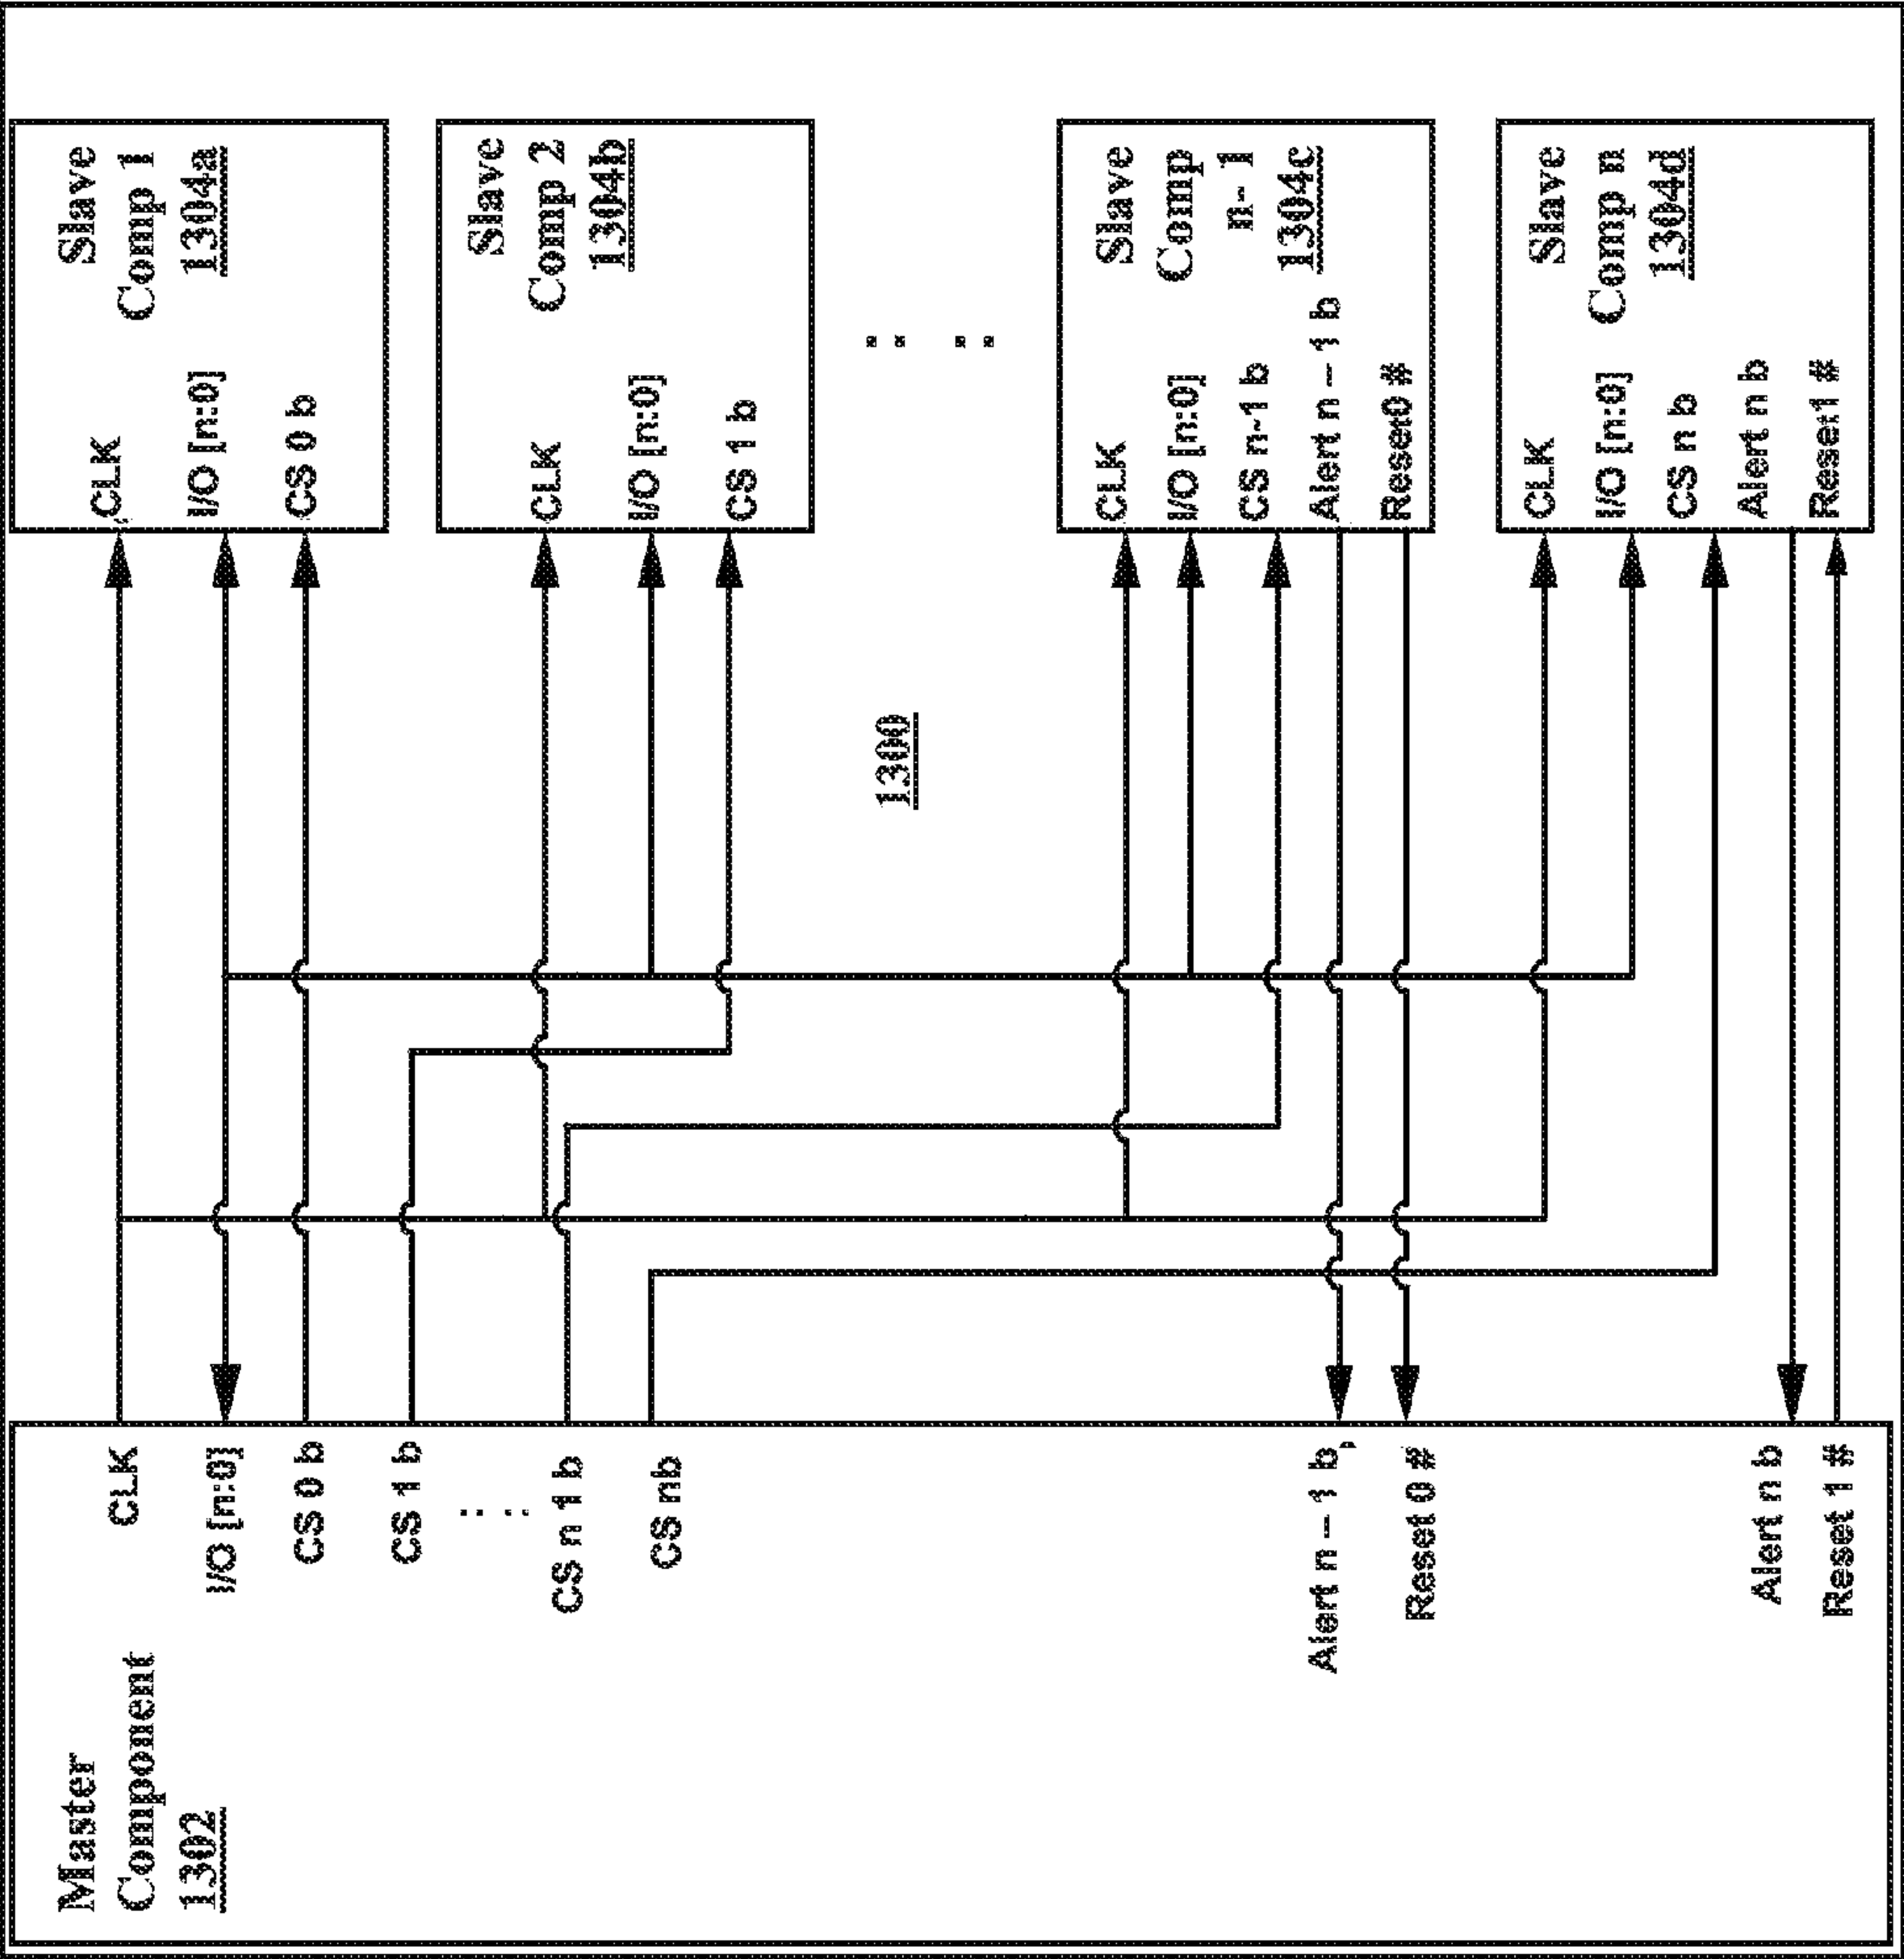 Master
Component
1302
CLK
I/O [n:0]
CS 0 b
CS 1 b
CS n 1 b
CS nb
Alert n – 1 b
Reset 0 #
Alert n b
Reset 1 #
1300
Slave
Comp 1
1304a
CLK
I/O [n:0]
CS 0 b
Slave
Comp 2
1304b
CLK
I/O [n:0]
CS 1 b
Slave
Comp
n-1
1304c
CLK
I/O [n:0]
CS n-1 b
Alert n – 1 b
Reset0 #
Slave
Comp n
1304d
CLK
I/O [n:0]
CS n b
Alert n b
Reset1 #